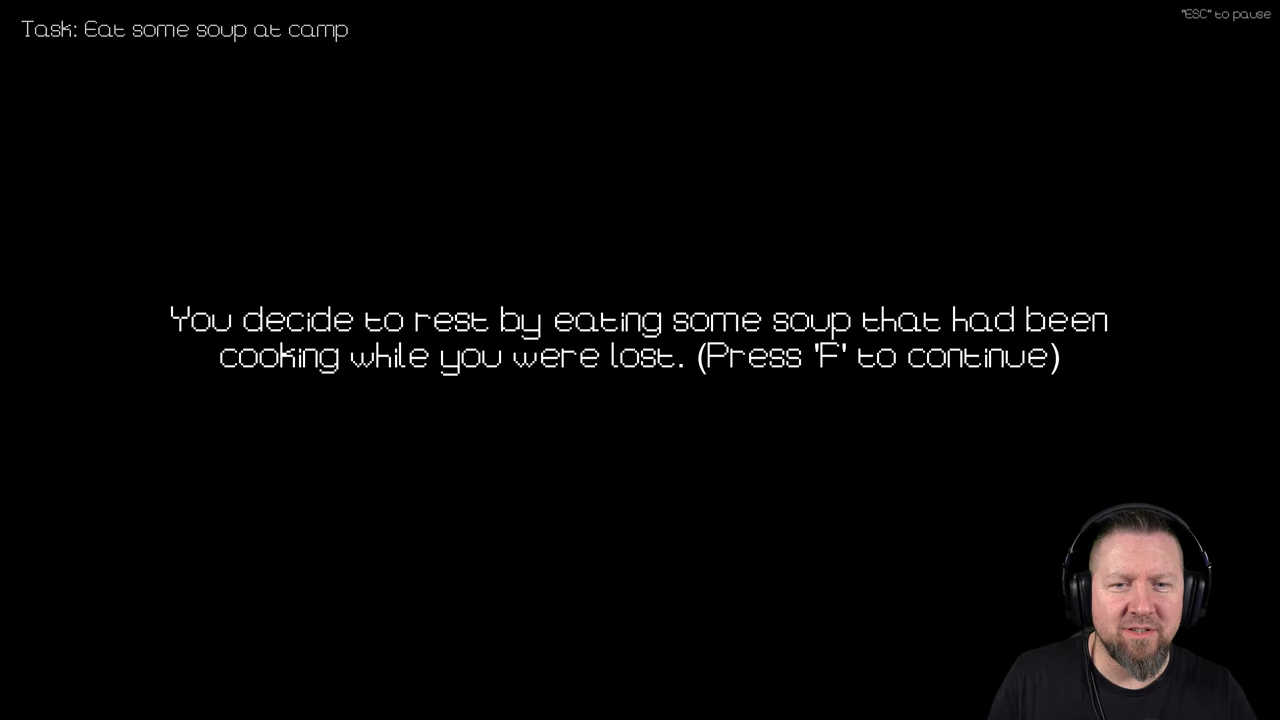 Task: Eat some soup at camp
"ESC" to pause
You decide to rest by eating some soup that had been
cooking while you were lost. (Press 'F' to continue)